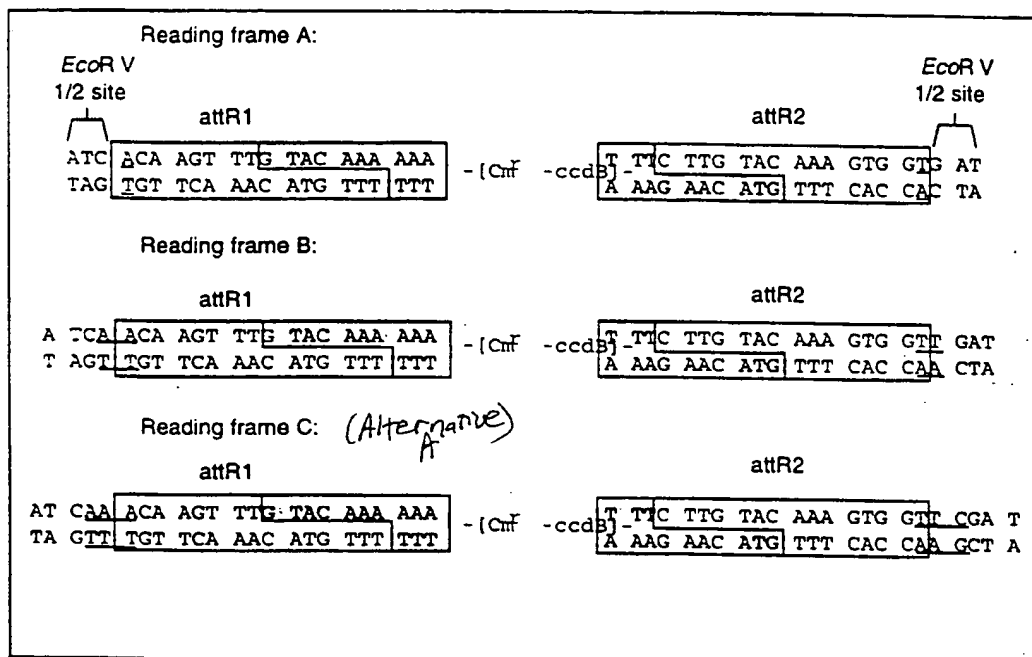 Reading frame A:
EcoR V
1/2 site
EcoR V
1/2 site
attR1
attR2
ATC ACA AGT TTG TAC AAA AAA
TAG TGT TCA AAC ATG TTT TTT
-[Cmr -ccdB]-
T TTC TTG TAC AAA GTG GTG AT
A AAG AAC ATG TTT CAC CAC TA
Reading frame B:
attR1
attR2
A TCA ACA AGT TTG TAC AAA AAA
T AGT TGT TCA AAC ATG TTT TTT
-[Cmr -ccdB]-
T TTC TTG TAC AAA GTG GTT GAT
A AAG AAC ATG TTT CAC CAA CTA
Reading frame C: (Alternative A)
attR1
attR2
AT CAA ACA AGT TTG TAC AAA AAA
TA GTT TGT TCA AAC ATG TTT TTT
-[Cmr -ccdB]-
T TTC TTG TAC AAA GTG GTT CGA T
A AAG AAC ATG TTT CAC CAA GCT A